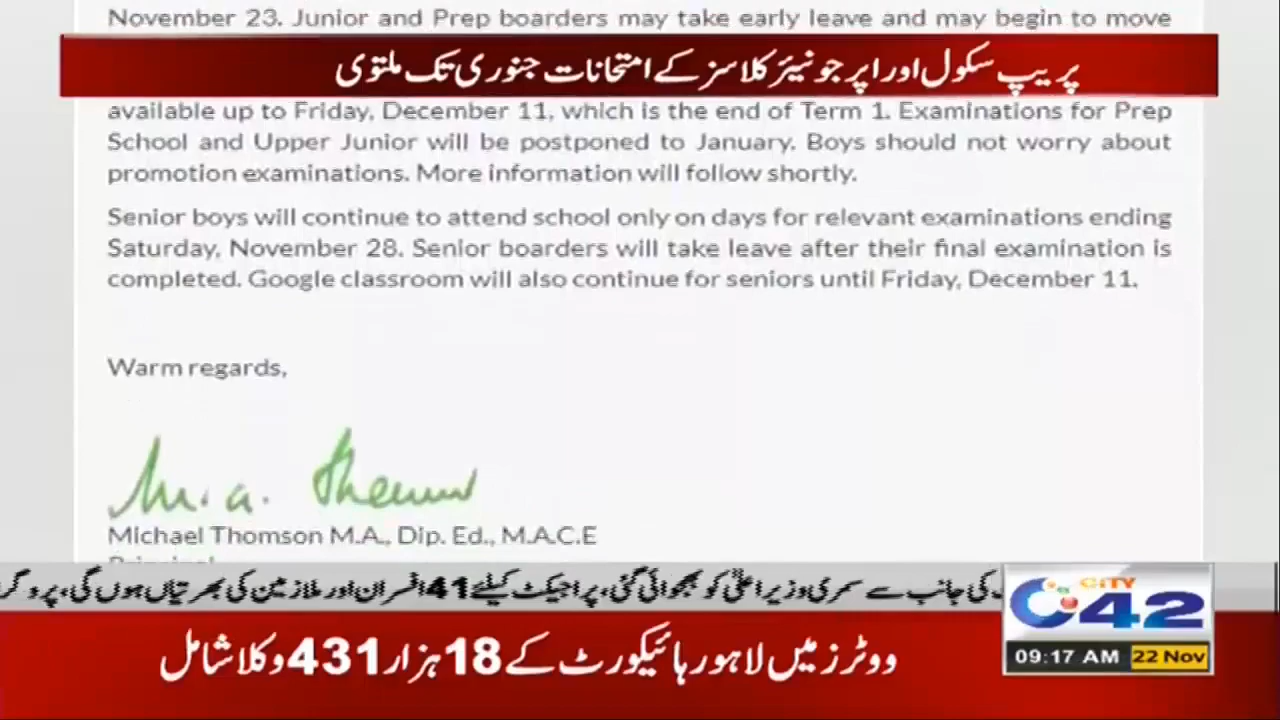 November 23. Junior and Prep boarders may take early leave and may begin to move
پریپ سکول اور اپر جونیئر کلاسز کے امتحانات جنوری تک ملتوی
available up to Friday, December 11, which is the end of Term 1. Examinations for Prep
School and Upper Junior will be postponed to January. Boys should not worry about
promotion examinations. More information will follow shortly.
Senior boys will continue to attend school only on days for relevant examinations ending
Saturday, November 28. Senior boarders will take leave after their final examination is
completed. Google classroom will also continue for seniors until Friday, December 11.
Warm regards,
M. a. Thomson
Michael Thomson M.A., Dip. Ed., M.A.C.E
Principal
کی جانب سے سمری وزیراعلیٰ کو بھجوائی گئی، پراجیکٹ کیلئے 41 افسران اور ملازمین کی بھرتیاں ہوں گی، پروگر
CITY
42
ووٹرز میں لاہور ہائیکورٹ کے 18 ہزار 431 وکلا شامل
09:17 AM 22 Nov